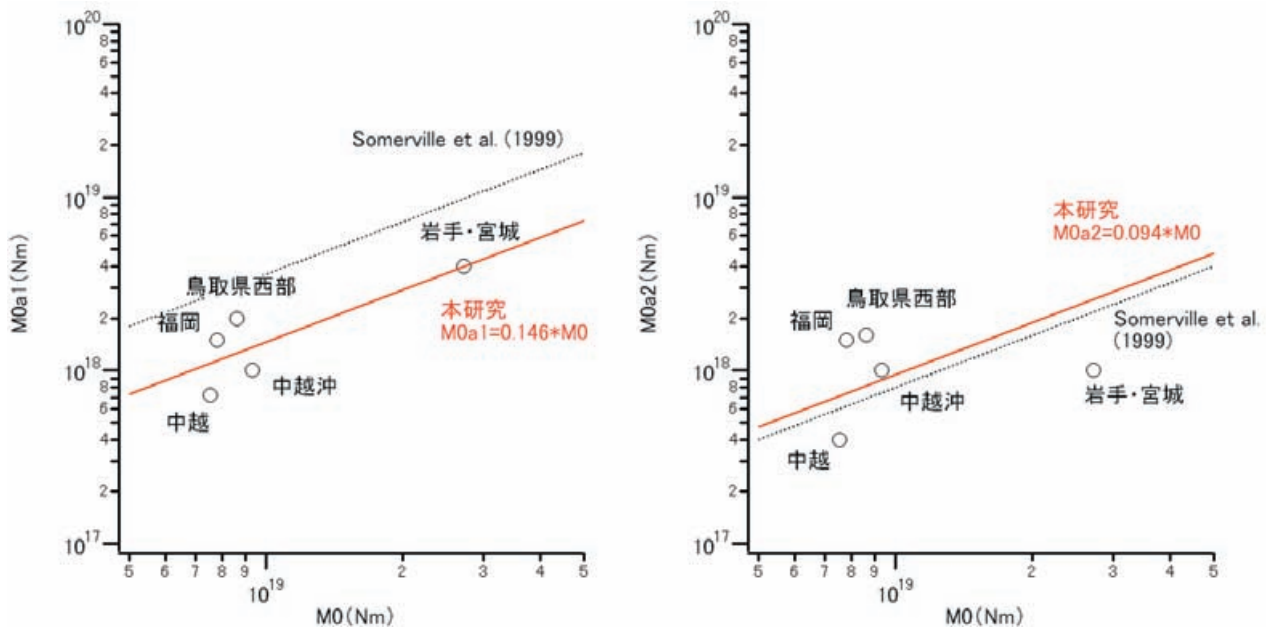 10^20
8
6
4
2
10^19
8
6
4
2
10^18
8
6
4
2
10^17
M0a1(Nm)
Somerville et al. (1999)
岩手・宮城
鳥取県西部
福岡
本研究
M0a1=0.146*M0
中越沖
中越
5
6
7
8
9
10^19
2
3
4
5
M0(Nm)
10^20
8
6
4
2
10^19
8
6
4
2
10^18
8
6
4
2
10^17
M0a2(Nm)
本研究
M0a2=0.094*M0
鳥取県西部
福岡
Somerville et al.
(1999)
中越沖
岩手・宮城
中越
5
6
7
8
9
10^19
2
3
4
5
M0(Nm)